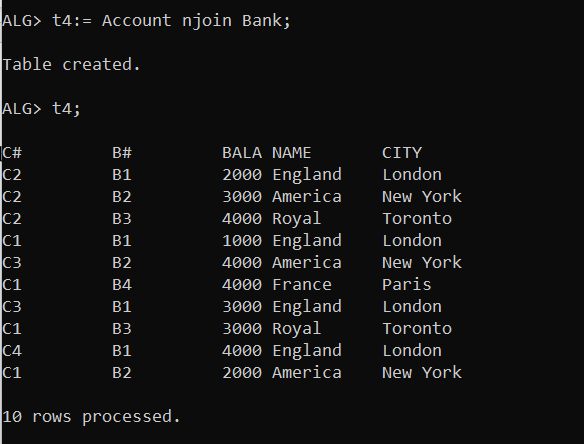 ALG> t4:= Account njoin Bank;
Table created.
ALG> t4;
C# B# BALA NAME CITY
C2 B1 2000 England London
C2 B2 3000 America New York
C2 B3 4000 Royal Toronto
C1 B1 1000 England London
C3 B2 4000 America New York
C1 B4 4000 France Paris
C3 B1 3000 England London
C1 B3 3000 Royal Toronto
C4 B1 4000 England London
C1 B2 2000 America New York
10 rows processed.